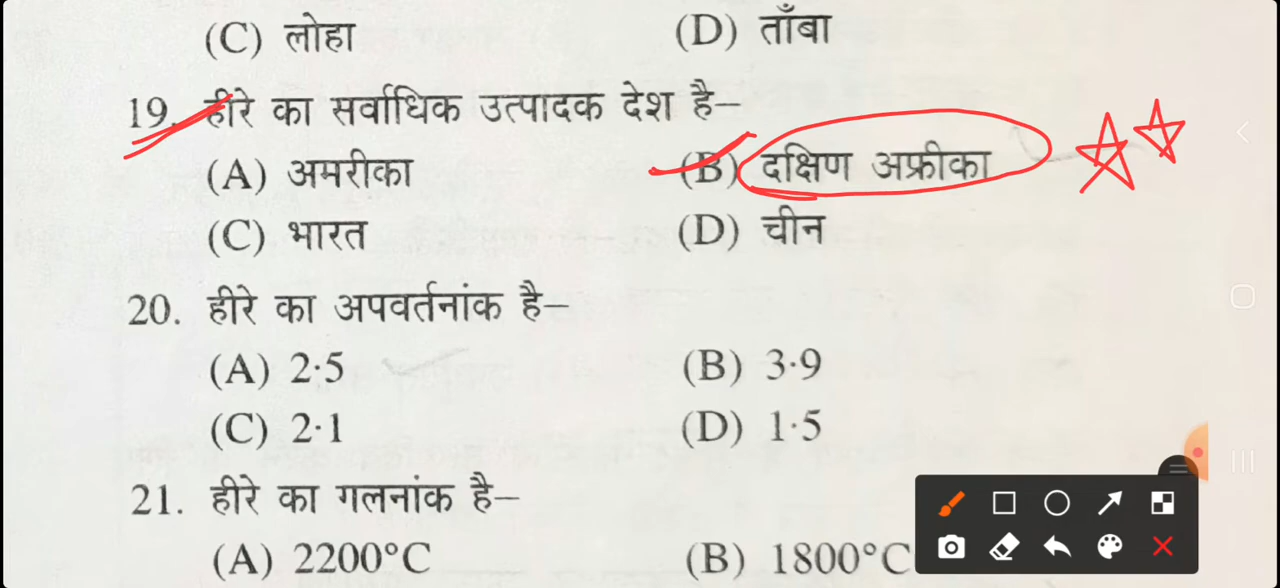 (C) लोहा (D) ताँबा
19. हीरे का सर्वाधिक उत्पादक देश है–
(A) अमरीका (B) दक्षिण अफ्रीका
(C) भारत (D) चीन
20. हीरे का अपवर्तनांक है–
(A) 2·5 (B) 3·9
(C) 2·1 (D) 1·5
21. हीरे का गलनांक है–
(A) 2200°C (B) 1800°C